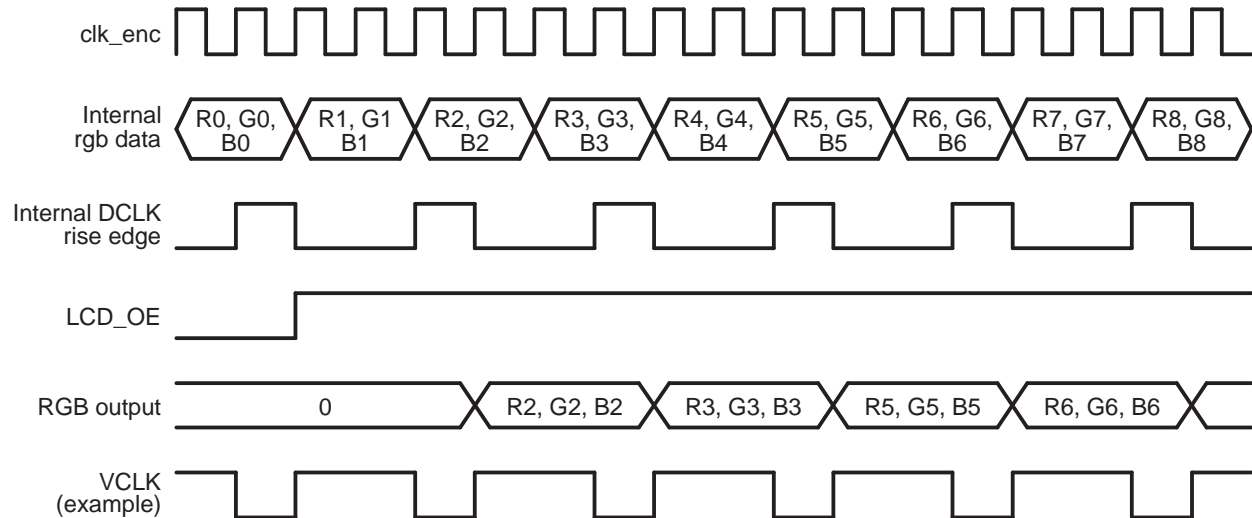 clk_enc
Internal
rgb data
R0, G0,
B0
R1, G1
B1
R2, G2,
B2
R3, G3,
B3
R4, G4,
B4
R5, G5,
B5
R6, G6,
B6
R7, G7,
B7
R8, G8,
B8
Internal DCLK
rise edge
LCD_OE
RGB output
0
R2, G2, B2
R3, G3, B3
R5, G5, B5
R6, G6, B6
VCLK
(example)